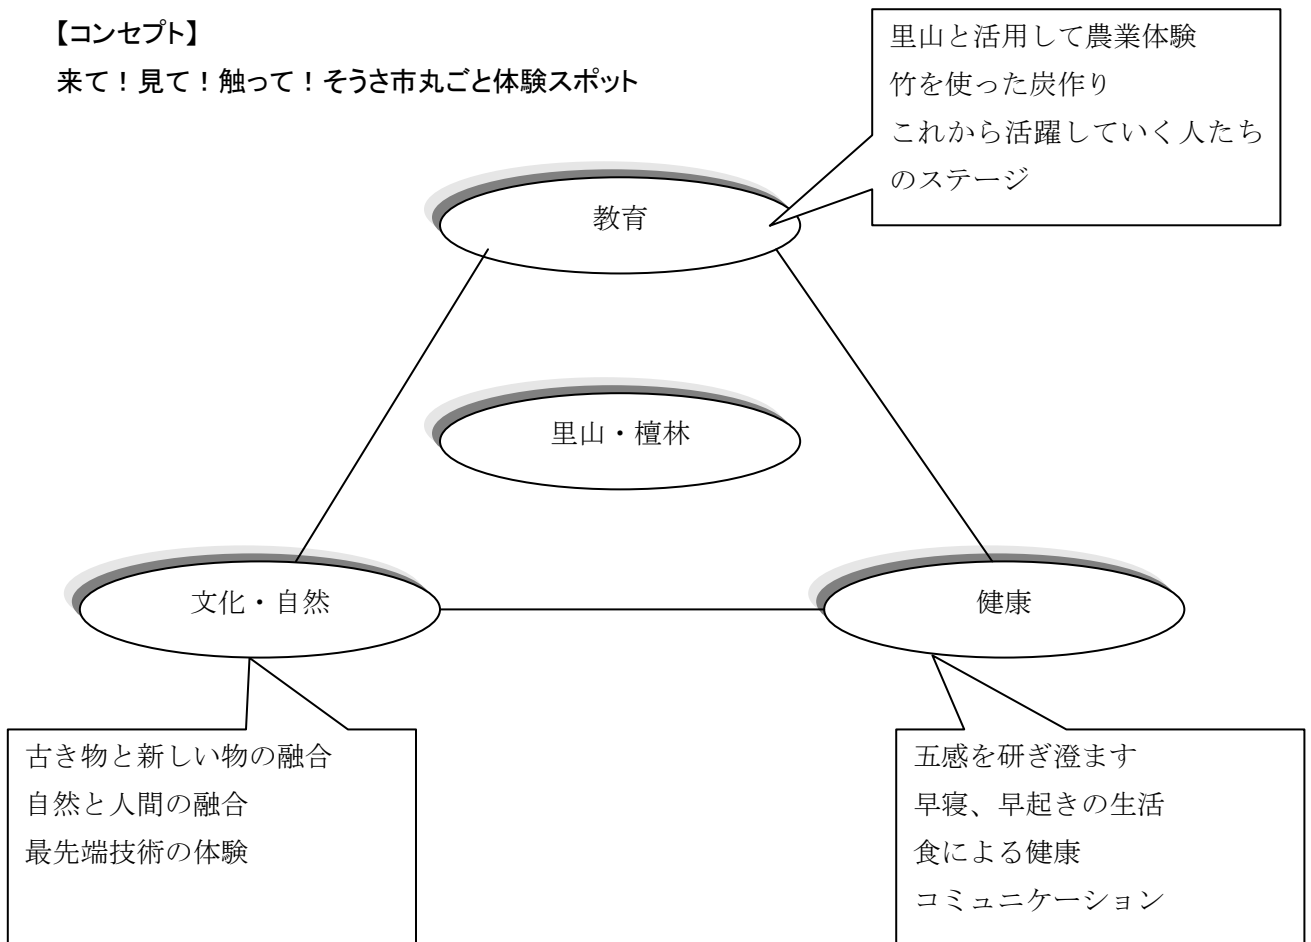 【コンセプト】
来て！見て！触って！そうさ市丸ごと体験スポット
里山と活用して農業体験
竹を使った炭作り
これから活躍していく人たち
のステージ
教育
里山・檀林
文化・自然
健康
古き物と新しい物の融合
自然と人間の融合
最先端技術の体験
五感を研ぎ澄ます
早寝、早起きの生活
食による健康
コミュニケーション